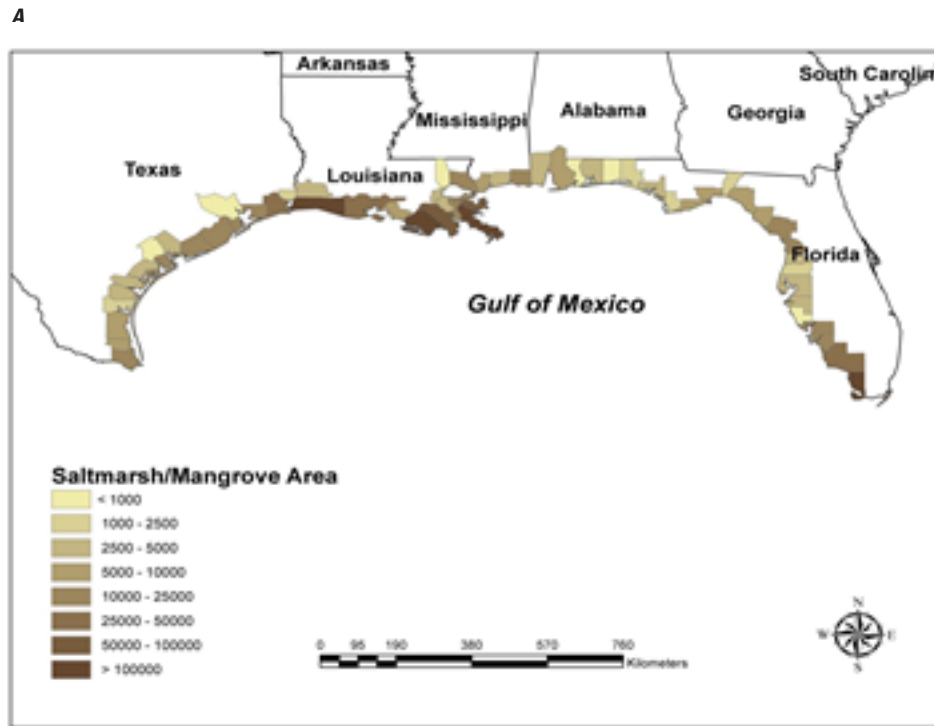 A
Arkansas
South Carolin
Mississippi
Alabama
Georgia
Texas
Louisiana
Florida
Gulf of Mexico
Saltmarsh/Mangrove Area
< 1000
1000 - 2500
2500 - 5000
5000 - 10000
10000 - 25000
25000 - 50000
50000 - 100000
> 100000
0 95 190 380 570 760
Kilometers
N
W E
S